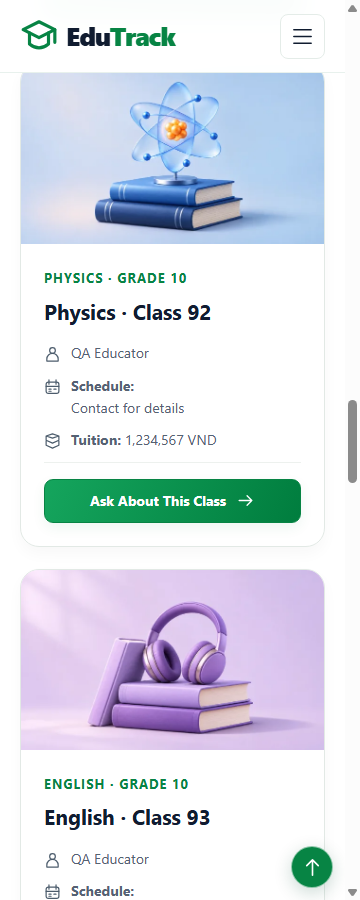 EduTrack
PHYSICS · GRADE 10
Physics · Class 92
QA Educator
Schedule:
Contact for details
Tuition: 1,234,567 VND
Ask About This Class →
ENGLISH · GRADE 10
English · Class 93
QA Educator
Schedule: